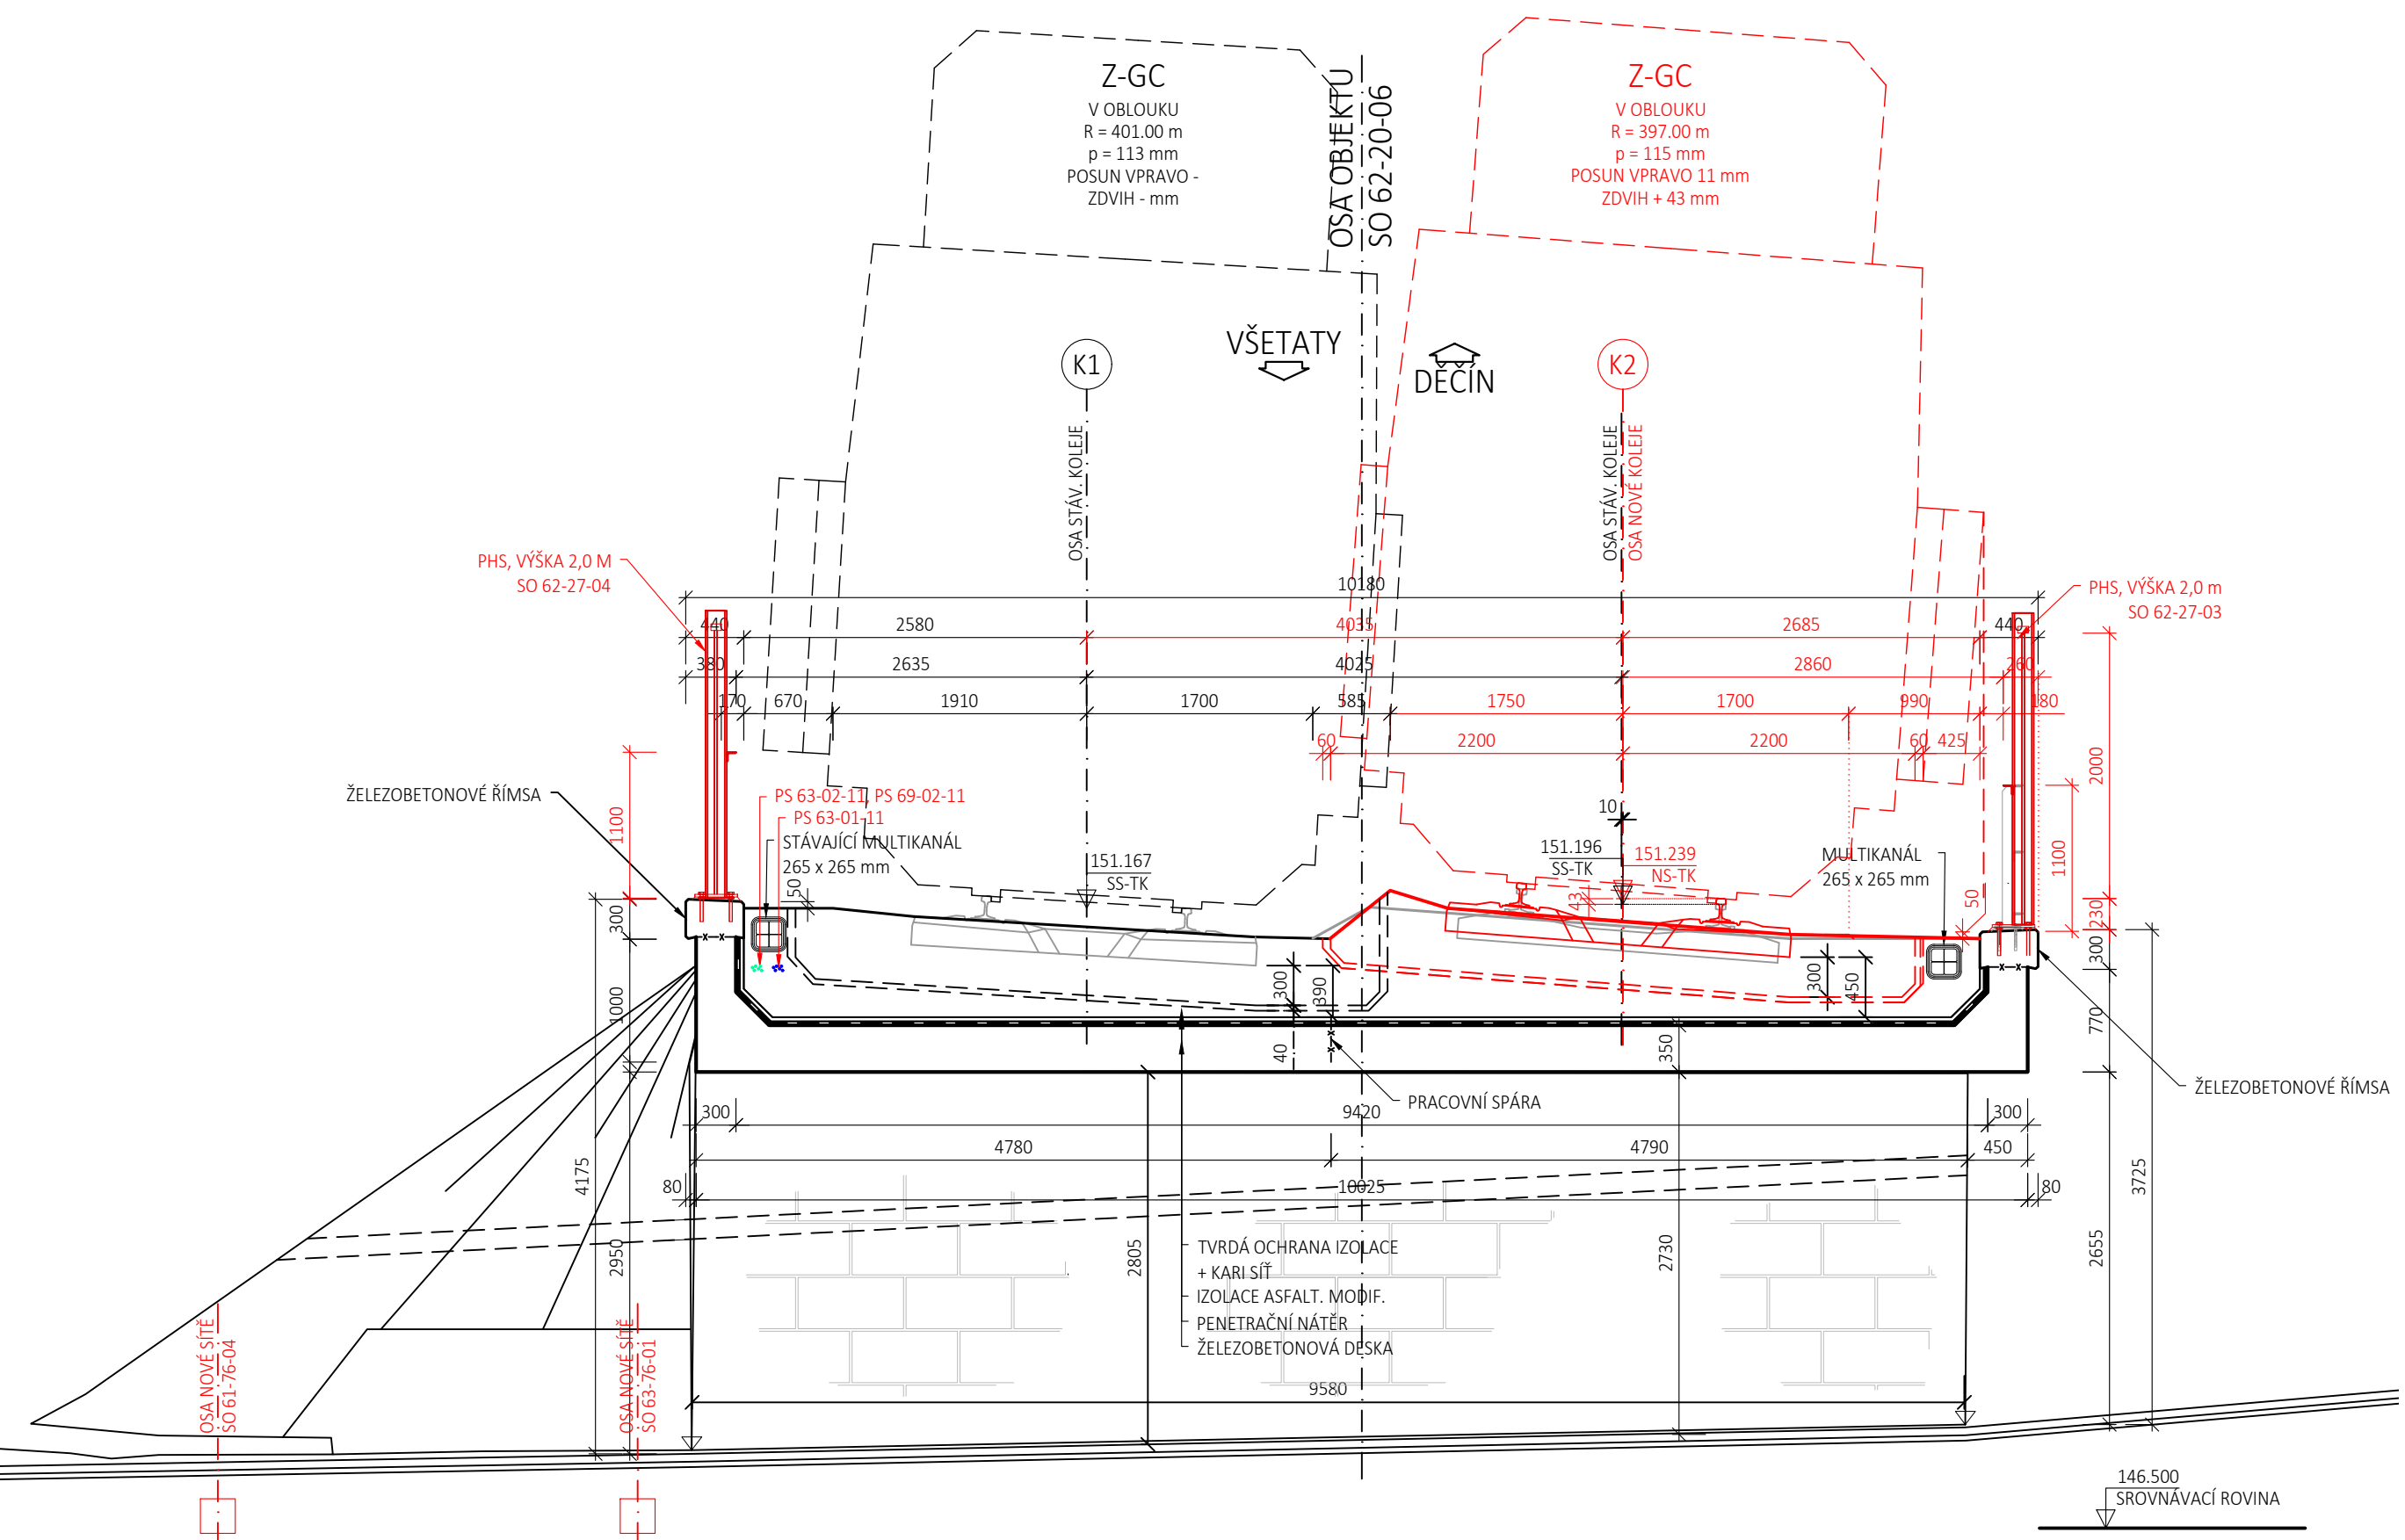 Z-GC
V OBLOUKU
R = 401.00 m
p = 113 mm
POSUN VPRAVO -
ZDVIH - mm
OSA OBJEKTU
SO 62-20-06
Z-GC
V OBLOUKU
R = 397.00 m
p = 115 mm
POSUN VPRAVO 11 mm
ZDVIH + 43 mm
K1
VŠETATY
DĚČÍN
K2
OSA STÁV. KOLEJE
OSA STÁV. KOLEJE
OSA NOVÉ KOLEJE
PHS, VÝŠKA 2,0 M
SO 62-27-04
PHS, VÝŠKA 2,0 m
SO 62-27-03
10180
440
2580
4035
2685
440
380
2635
4025
2860
260
170
670
1910
1700
585
1750
1700
990
180
60
2200
2200
60
425
2000
1100
1100
ŽELEZOBETONOVÉ ŘÍMSA
PS 63-02-11, PS 69-02-11
PS 63-01-11
STÁVAJÍCÍ MULTIKANÁL
265 x 265 mm
50
151.167
SS-TK
10
151.196
SS-TK
151.239
NS-TK
43
MULTIKANÁL
265 x 265 mm
50
230
300
300
1000
300
390
40
300
450
350
770
PRACOVNÍ SPÁRA
ŽELEZOBETONOVÉ ŘÍMSA
300
9420
300
4780
4790
450
80
10025
80
4175
2950
2805
2730
2655
3725
TVRDÁ OCHRANA IZOLACE
+ KARI SÍŤ
IZOLACE ASFALT. MODIF.
PENETRAČNÍ NÁTĚR
ŽELEZOBETONOVÁ DESKA
9580
OSA NOVÉ SÍTĚ
SO 61-76-04
OSA NOVÉ SÍTĚ
SO 63-76-01
146.500
SROVNÁVACÍ ROVINA